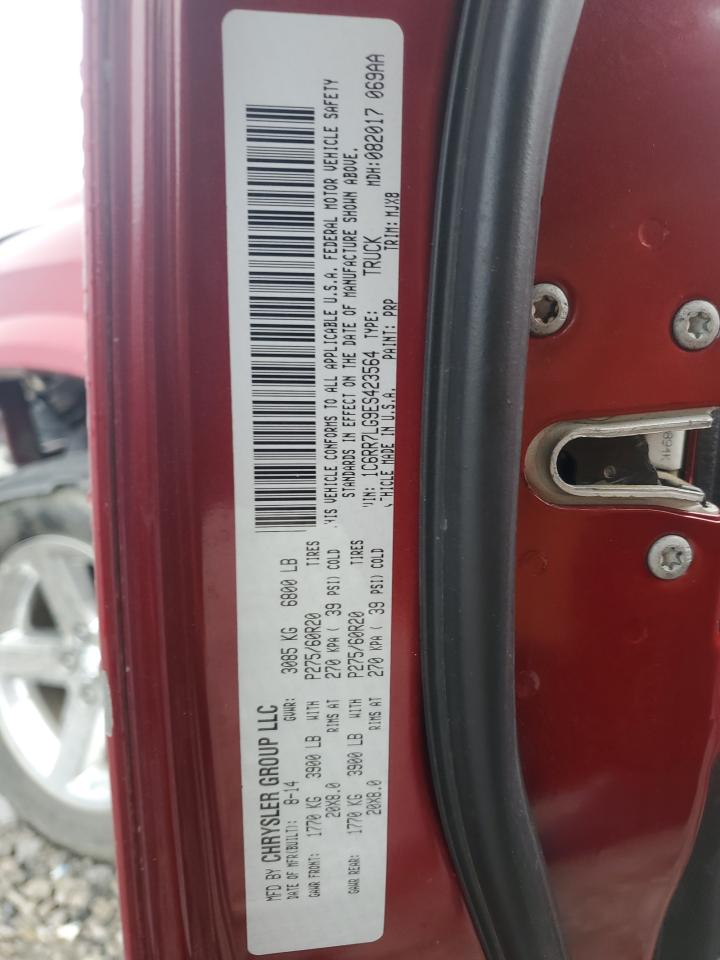 MFD BY CHRYSLER GROUP LLC
DATE OF MFR(BUILT): 8-14 GVWR: 3085 KG 6800 LB
GAWR FRONT: 1770 KG 3900 LB WITH P275/60R20 TIRES
20X8.0 RIMS AT 270 KPA ( 39 PSI) COLD
GAWR REAR: 1770 KG 3900 LB WITH P275/60R20 TIRES
20X8.0 RIMS AT 270 KPA ( 39 PSI) COLD
HIS VEHICLE CONFORMS TO ALL APPLICABLE U.S.A. FEDERAL MOTOR VEHICLE SAFETY
STANDARDS IN EFFECT ON THE DATE OF MANUFACTURE SHOWN ABOVE.
VIN: 1C6RR7LG9ES423564 TYPE: TRUCK MDH:082017 069AA
VEHICLE MADE IN U.S.A. PAINT: PRP TRIM: MJX8